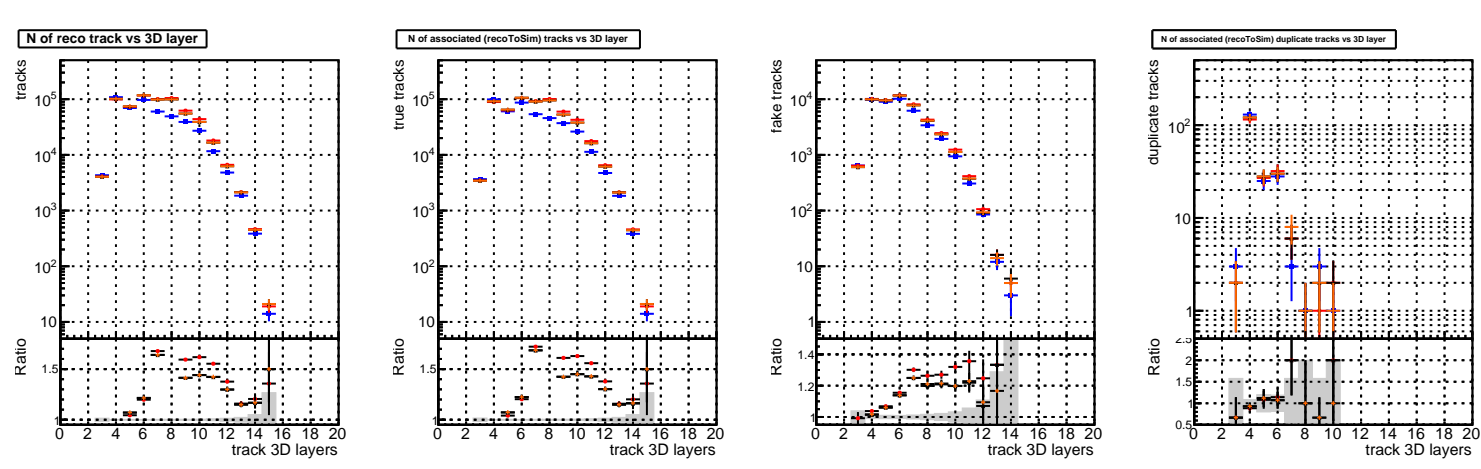 N of reco track vs 3D layer
tracks
10^5
10^4
10^3
10^2
10
Ratio
1.5
1
0 2 4 6 8 10 12 14 16 18 20
track 3D layers
N of associated (recoToSim) tracks vs 3D layer
true tracks
10^5
10^4
10^3
10^2
10
Ratio
1.5
1
0 2 4 6 8 10 12 14 16 18 20
track 3D layers
fake tracks
10^4
10^3
10^2
10
1
Ratio
1.4
1.2
1
0 2 4 6 8 10 12 14 16 18 20
track 3D layers
N of associated (recoToSim) duplicate tracks vs 3D layer
duplicate tracks
10^2
10
1
Ratio
2.5
2
1.5
1
0.5
0 2 4 6 8 10 12 14 16 18 20
track 3D layers